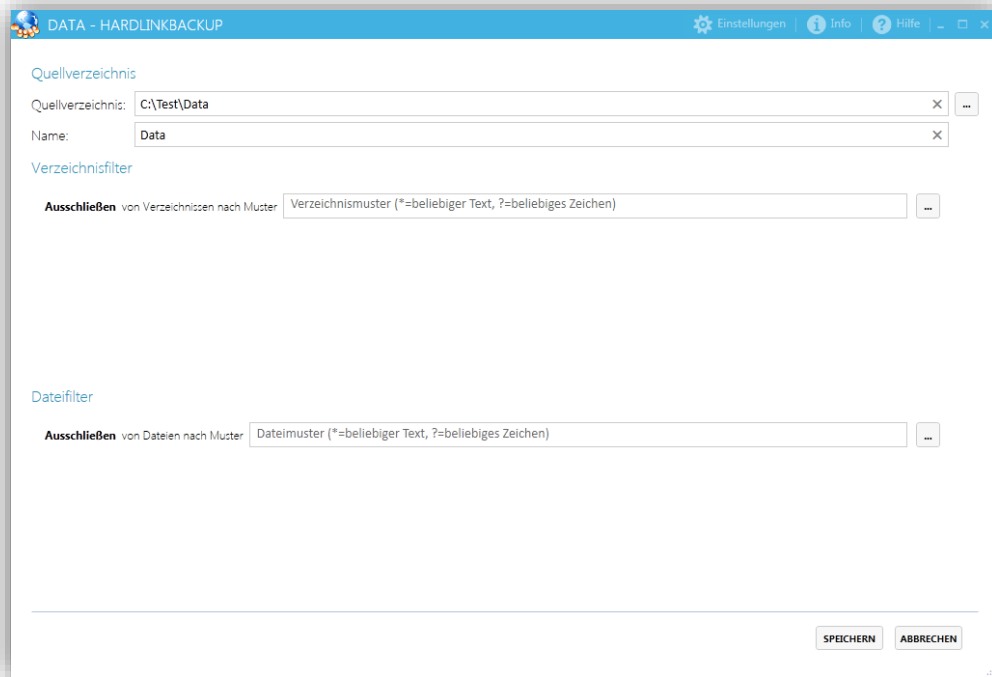 DATA - HARDLINKBACKUP Einstellungen | Info | Hilfe
Quellverzeichnis
Quellverzeichnis: C:\Test\Data ...
Name: Data
Verzeichnisfilter
Ausschließen von Verzeichnissen nach Muster Verzeichnismuster (*=beliebiger Text, ?=beliebiges Zeichen) ...
Dateifilter
Ausschließen von Dateien nach Muster Dateimuster (*=beliebiger Text, ?=beliebiges Zeichen) ...
SPEICHERN ABBRECHEN